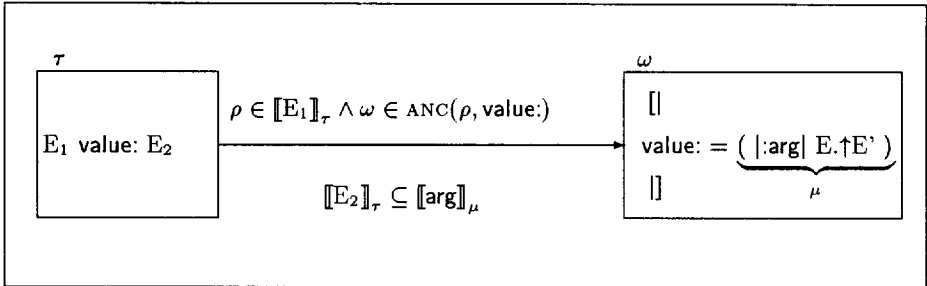 τ
ω
E₁ value: E₂
ρ ∈ ⟦E₁⟧τ ∧ ω ∈ ANC(ρ, value:)
⟦E₂⟧τ ⊆ ⟦arg⟧μ
[|
value: = ( |:arg| E.↑E’ )
μ
|]